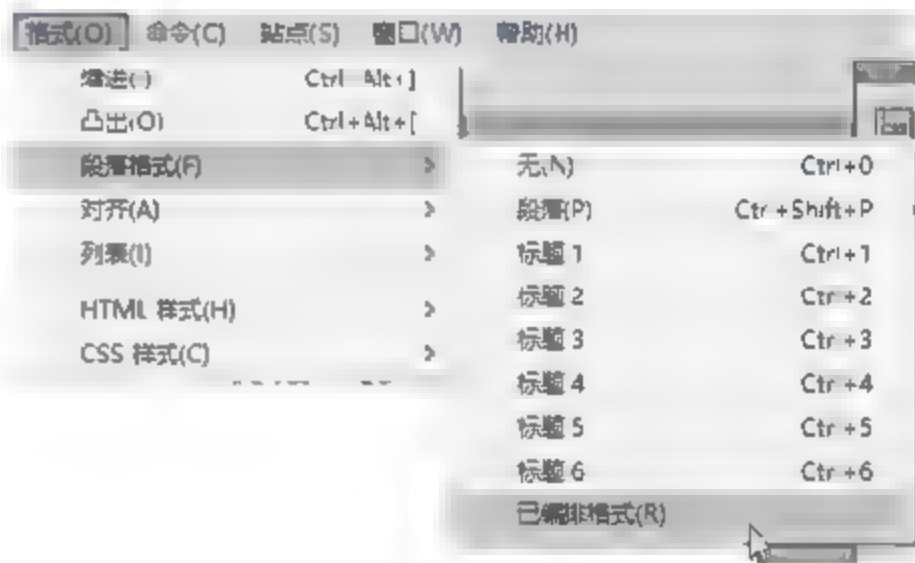 格式(O) 命令(C) 站点(S) 窗口(W) 帮助(H)
缩进(I) Ctrl+Alt+]
凸出(O) Ctrl+Alt+[
段落格式(F) >
对齐(A) >
列表(I) >
HTML 样式(H) >
CSS 样式(C) >
无(N) Ctrl+0
段落(P) Ctrl+Shift+P
标题 1 Ctrl+1
标题 2 Ctrl+2
标题 3 Ctrl+3
标题 4 Ctrl+4
标题 5 Ctrl+5
标题 6 Ctrl+6
已编排格式(R)